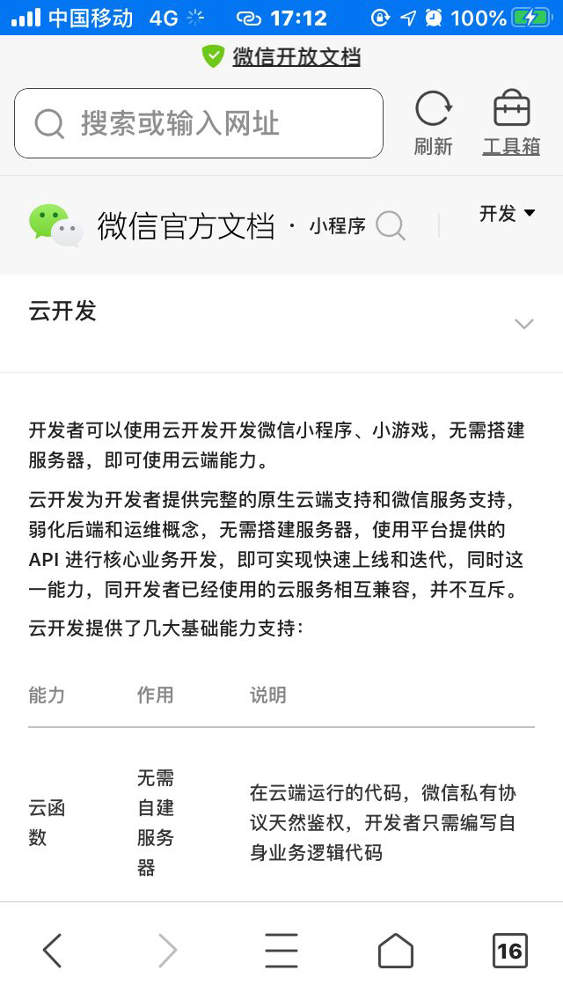 中国移动 4G 17:12 100%
微信开放文档
搜索或输入网址
刷新 工具箱
微信官方文档 · 小程序 开发
云开发
开发者可以使用云开发开发微信小程序、小游戏，无需搭建
服务器，即可使用云端能力。
云开发为开发者提供完整的原生云端支持和微信服务支持，
弱化后端和运维概念，无需搭建服务器，使用平台提供的
API 进行核心业务开发，即可实现快速上线和迭代，同时这
一能力，同开发者已经使用的云服务相互兼容，并不互斥。
云开发提供了几大基础能力支持：
能力 作用 说明
云函
数
无需
自建
服务
器
在云端运行的代码，微信私有协
议天然鉴权，开发者只需编写自
身业务逻辑代码
16